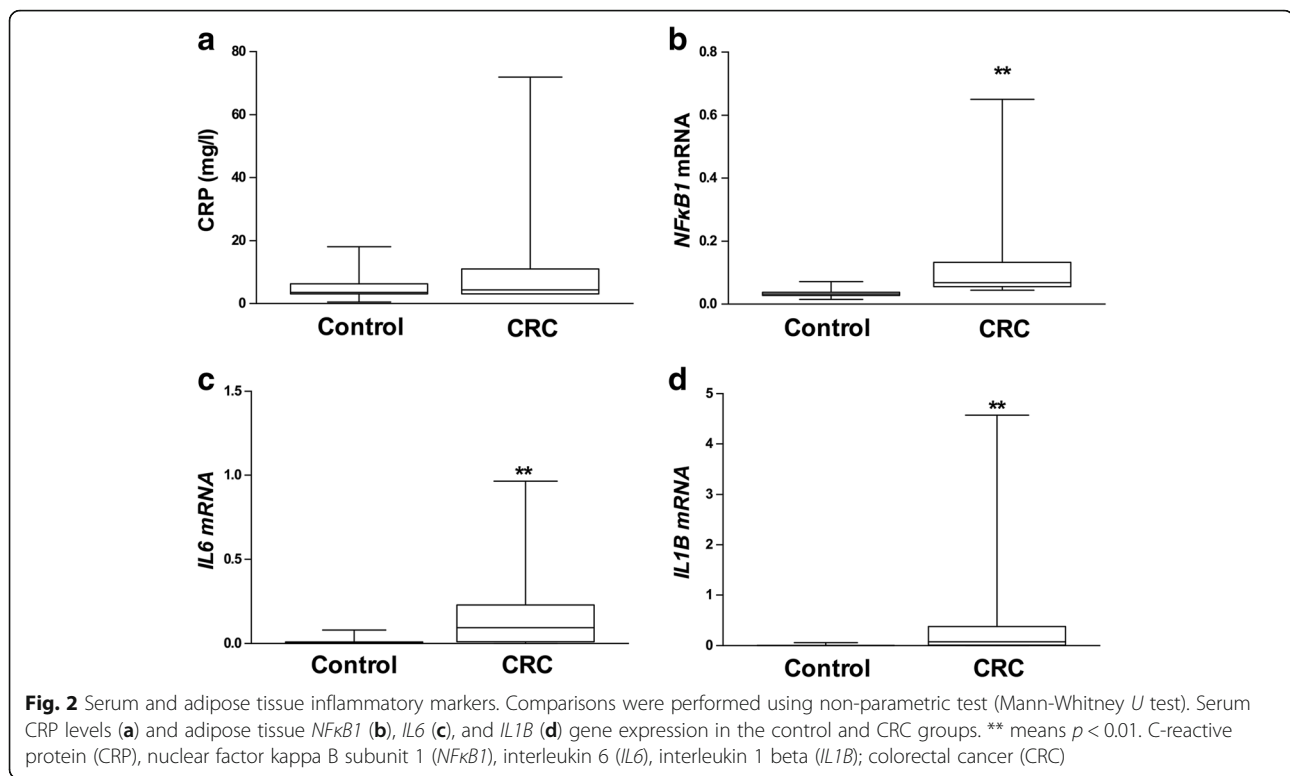 a
80
60
40
20
0
CRP (mg/l)
Control
CRC
b
0.8
0.6
0.4
0.2
0.0
NFκB1 mRNA
**
Control
CRC
c
1.5
1.0
0.5
0.0
IL6 mRNA
**
Control
CRC
d
5
4
3
2
1
0
IL1B mRNA
**
Control
CRC
Fig. 2 Serum and adipose tissue inflammatory markers. Comparisons were performed using non-parametric test (Mann-Whitney U test). Serum
CRP levels (a) and adipose tissue NFκB1 (b), IL6 (c), and IL1B (d) gene expression in the control and CRC groups. ** means p < 0.01. C-reactive
protein (CRP), nuclear factor kappa B subunit 1 (NFκB1), interleukin 6 (IL6), interleukin 1 beta (IL1B); colorectal cancer (CRC)